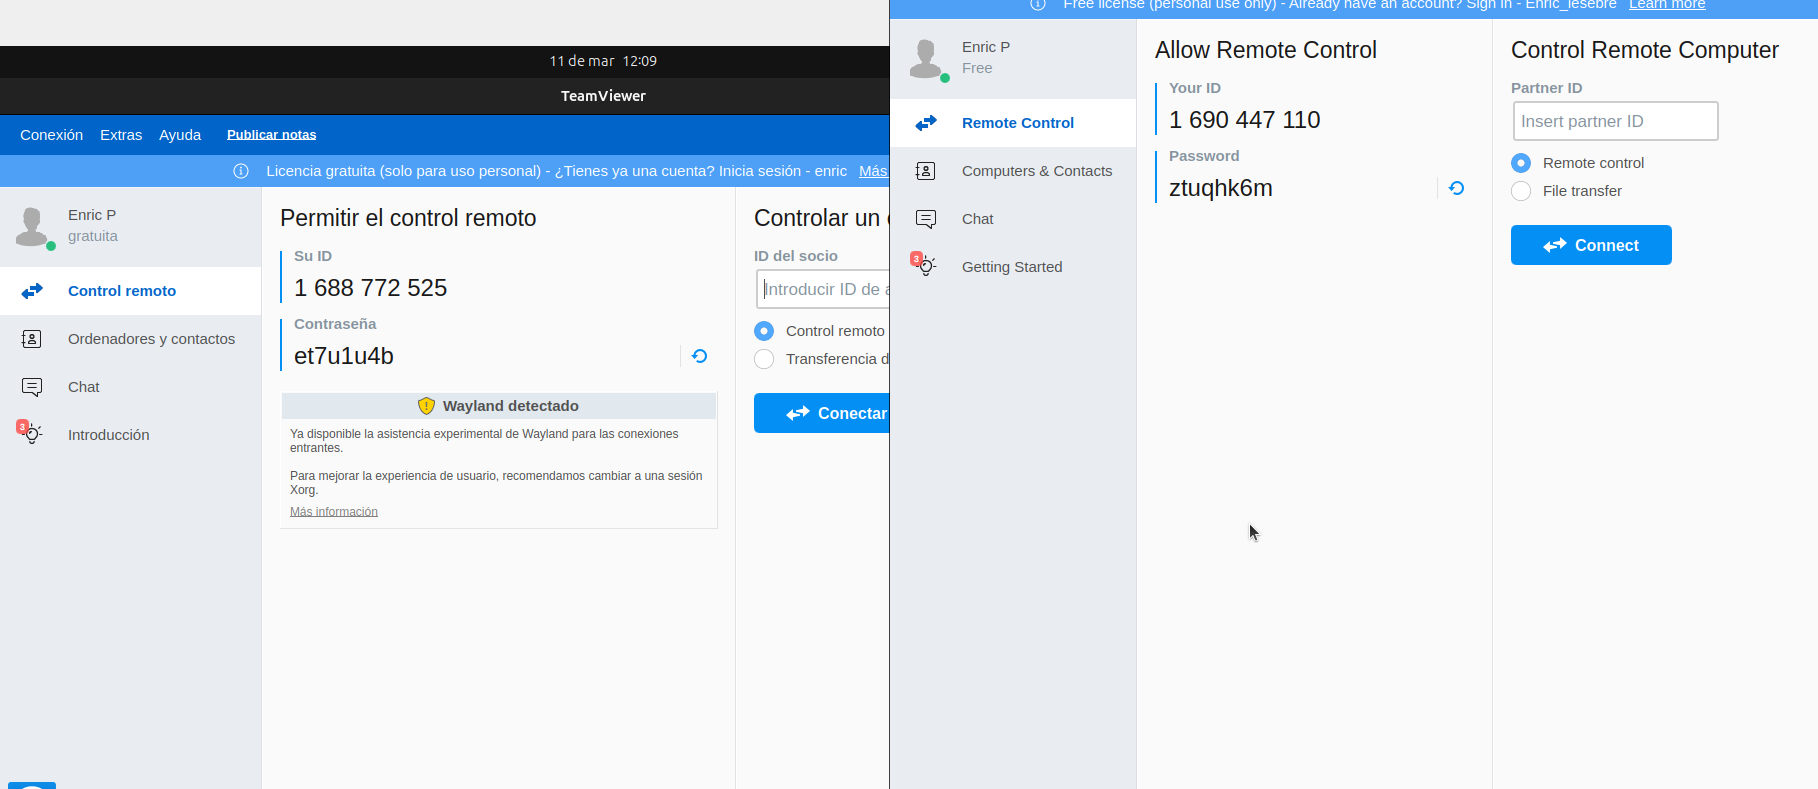 11 de mar 12:09
TeamViewer
Conexión Extras Ayuda Publicar notas
Licencia gratuita (solo para uso personal) - ¿Tienes ya una cuenta? Inicia sesión - enric Más
Enric P
gratuita
Control remoto
Ordenadores y contactos
Chat
3
Introducción
Permitir el control remoto
Su ID
1 688 772 525
Contraseña
et7u1u4b
Wayland detectado
Ya disponible la asistencia experimental de Wayland para las conexiones
entrantes.
Para mejorar la experiencia de usuario, recomendamos cambiar a una sesión
Xorg.
Más información
Controlar un
ID del socio
Introducir ID de a
Control remoto
Transferencia d
Conectar
Free license (personal use only) - Already have an account? Sign In - Enric_lesebre Learn more
Enric P
Free
Remote Control
Computers & Contacts
Chat
3
Getting Started
Allow Remote Control
Your ID
1 690 447 110
Password
ztuqhk6m
Control Remote Computer
Partner ID
Insert partner ID
Remote control
File transfer
Connect